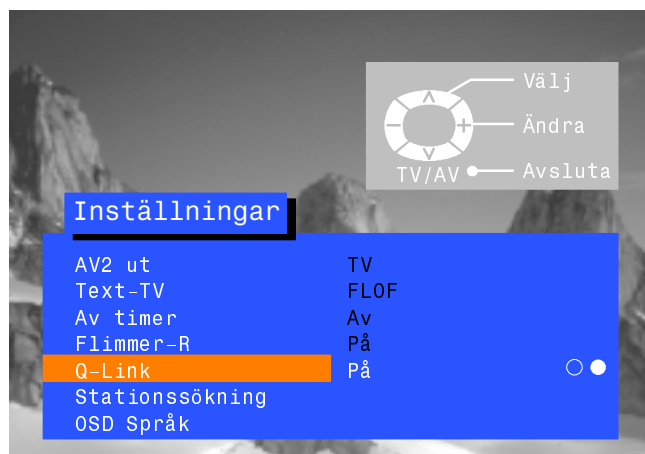 Välj
Ändra
TV/AV Avsluta
Inställningar
AV2 ut TV
Text-TV FLOF
Av timer Av
Flimmer-R På
Q-Link På
Stationssökning
OSD Språk